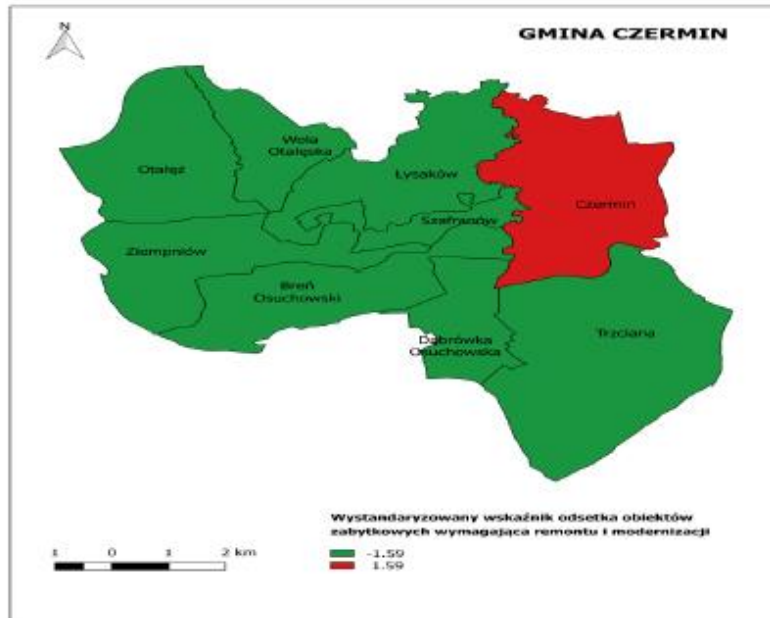 N
GMINA CZERMIN
Wola
Otałęska
Otałęż
Łysaków
Czermin
Szafranów
Ziempniów
Breń
Osuchowski
Trzciana
Dąbrówka
Osuchowska
Wystandaryzowany wskaźnik odsetka obiektów
zabytkowych wymagająca remontu i modernizacji
1 0 1 2 km
-1.59
1.59